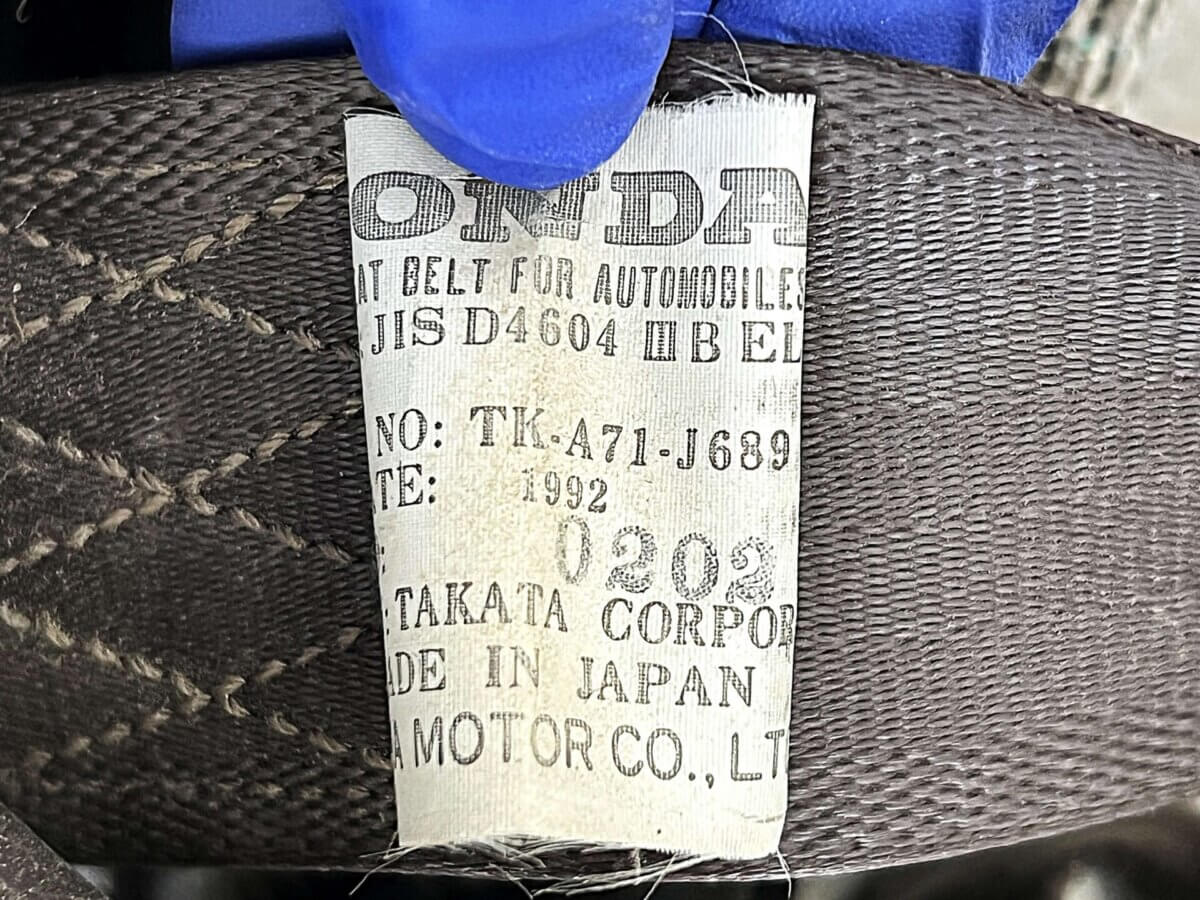 ONDA
AT BELT FOR AUTOMOBILES
JIS D4604 IIIB EL
NO: TK-A71-J689
TE: 1992
0202
:TAKATA CORPOR
ADE IN JAPAN
A MOTOR CO., LT